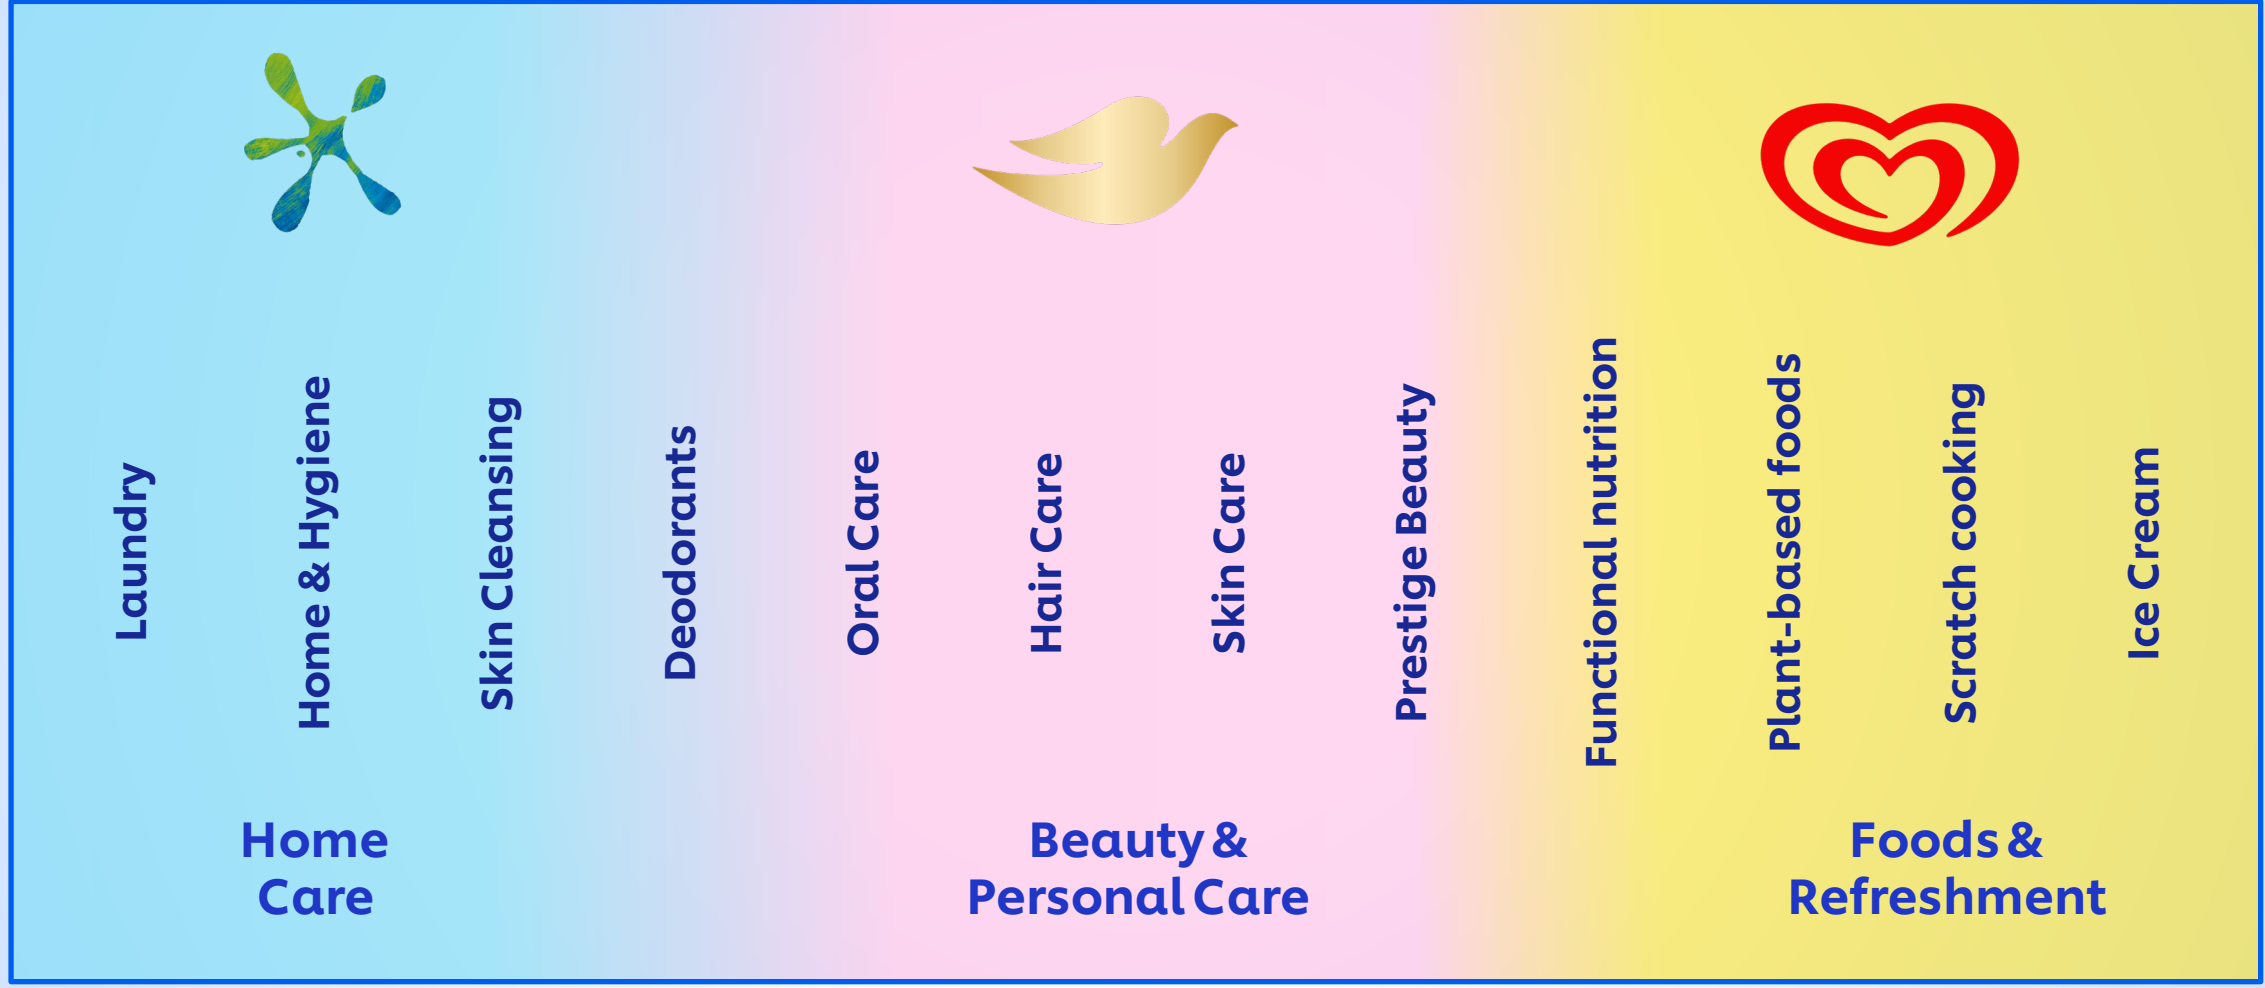 Laundry
Home & Hygiene
Skin Cleansing
Deodorants
Oral Care
Hair Care
Skin Care
Prestige Beauty
Functional nutrition
Plant-based foods
Scratch cooking
Ice Cream
Home
Care
Beauty &
Personal Care
Foods &
Refreshment